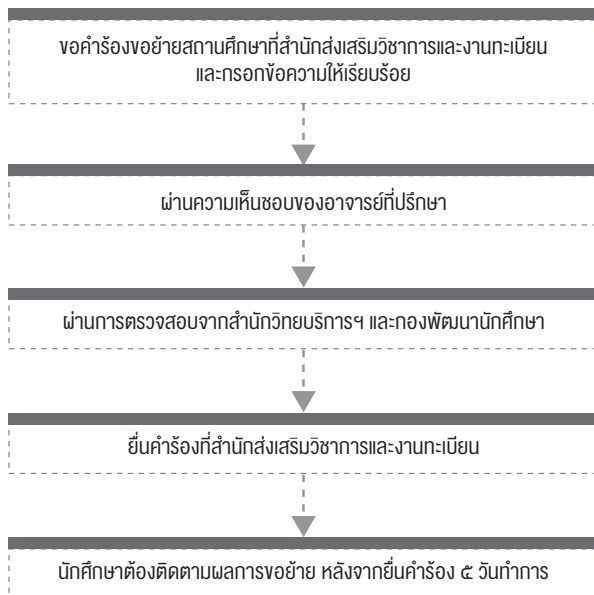 ขอคำร้องขอย้ายสถานศึกษาที่สำนักส่งเสริมวิชาการและงานทะเบียน
และกรอกข้อความให้เรียบร้อย
ผ่านความเห็นชอบของอาจารย์ที่ปรึกษา
ผ่านการตรวจสอบจากสำนักวิทยบริการฯ และกองพัฒนานักศึกษา
ยื่นคำร้องที่สำนักส่งเสริมวิชาการและงานทะเบียน
นักศึกษาต้องติดตามผลการขอย้าย หลังจากยื่นคำร้อง ๕ วันทำการ